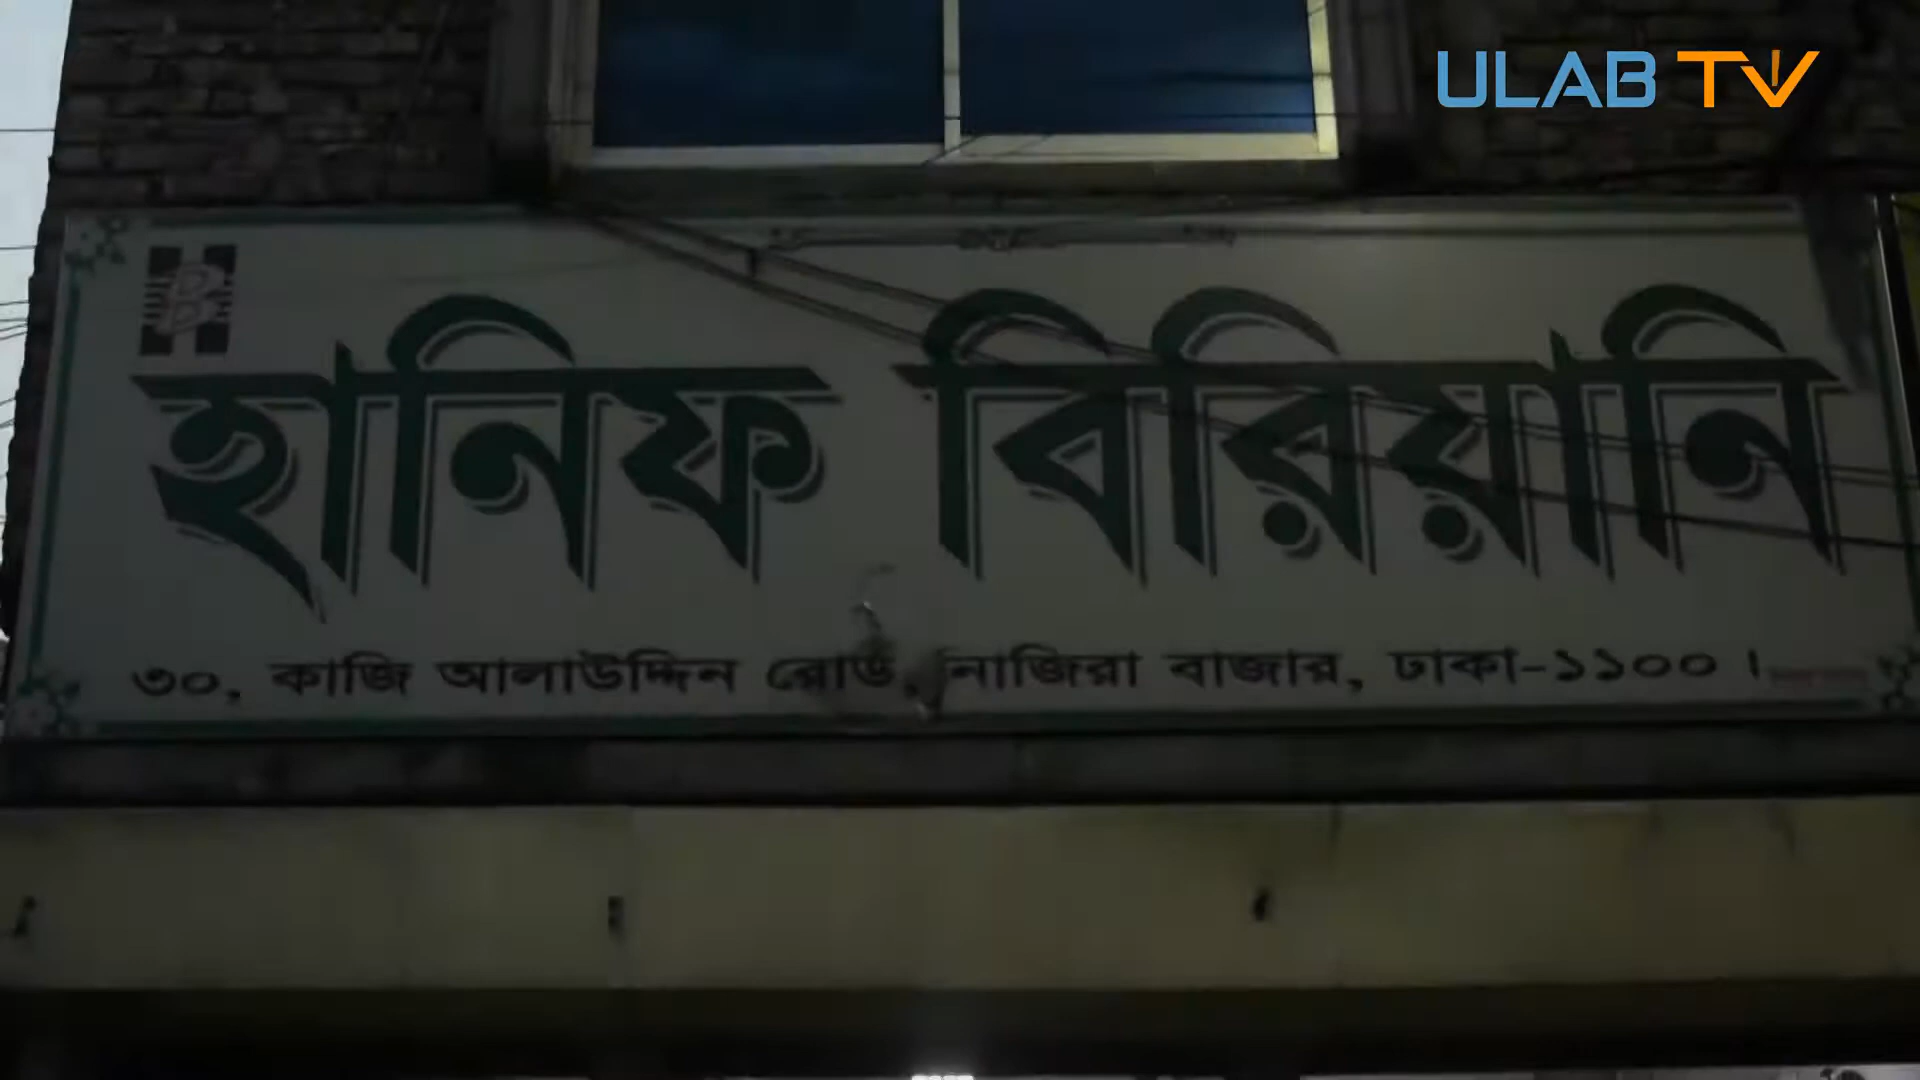 ULAB TV
হানিফ বিরিয়ানি
৩০, কাজি আলাউদ্দিন রোড, নাজিরা বাজার, ঢাকা-১১০০।